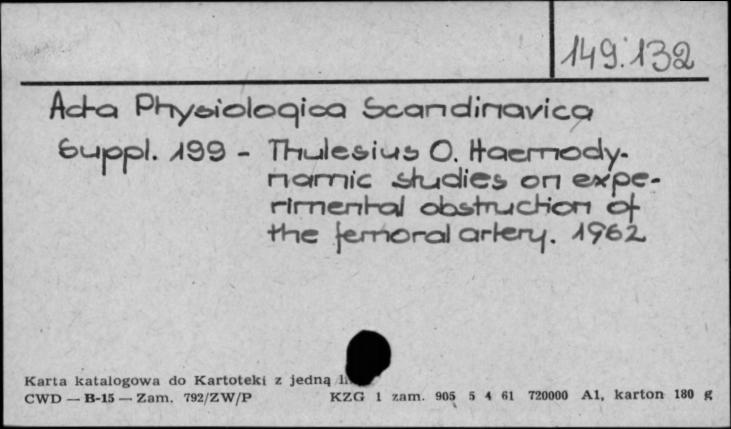 149.132
Acta Physiologica Scandinavica
Suppl. 199 - Thulesius O. Haemody-
namic studies on expe-
rimental obstruction of
the femoral artery. 1962
Karta katalogowa do Kartoteki z jedną
CWD — B-15 — Zam. 792/ZW/P KZG 1 zam. 905 5 4 61 720000 A1, karton 180 g